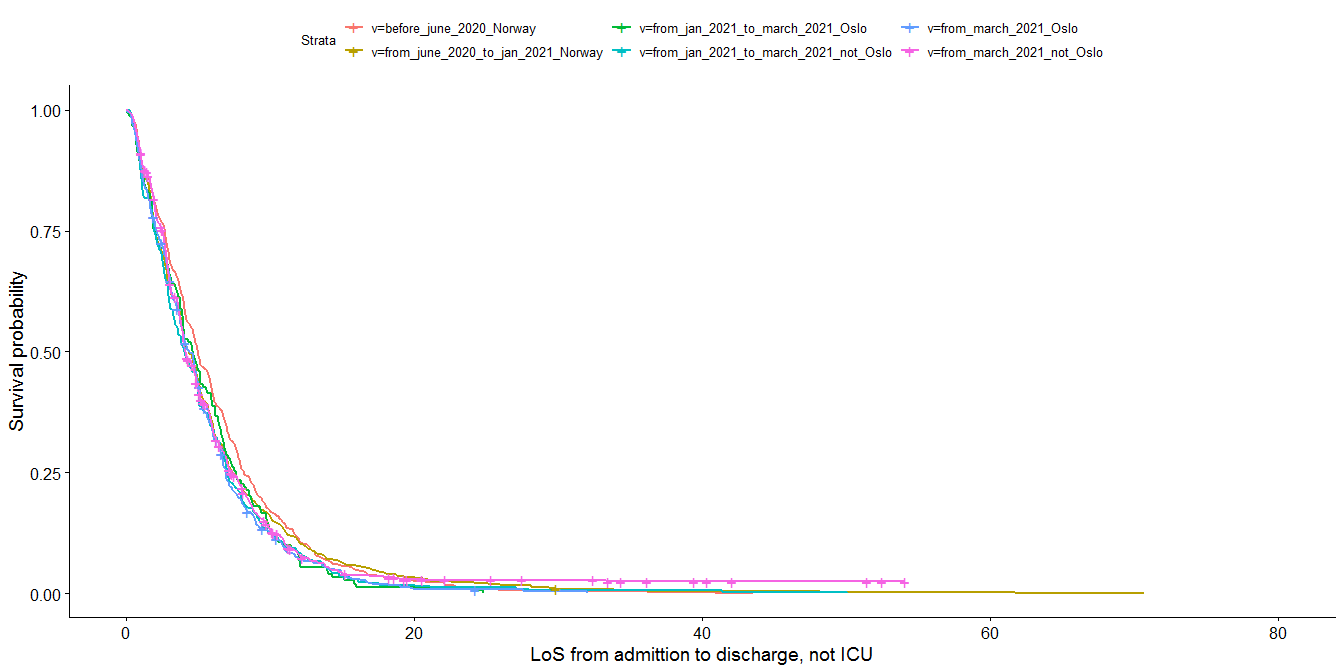 Strata
v=before_june_2020_Norway v=from_jan_2021_to_march_2021_Oslo v=from_march_2021_Oslo
v=from_june_2020_to_jan_2021_Norway v=from_jan_2021_to_march_2021_not_Oslo v=from_march_2021_not_Oslo
Survival probability
1.00
0.75
0.50
0.25
0.00
0 20 40 60 80
LoS from admittion to discharge, not ICU